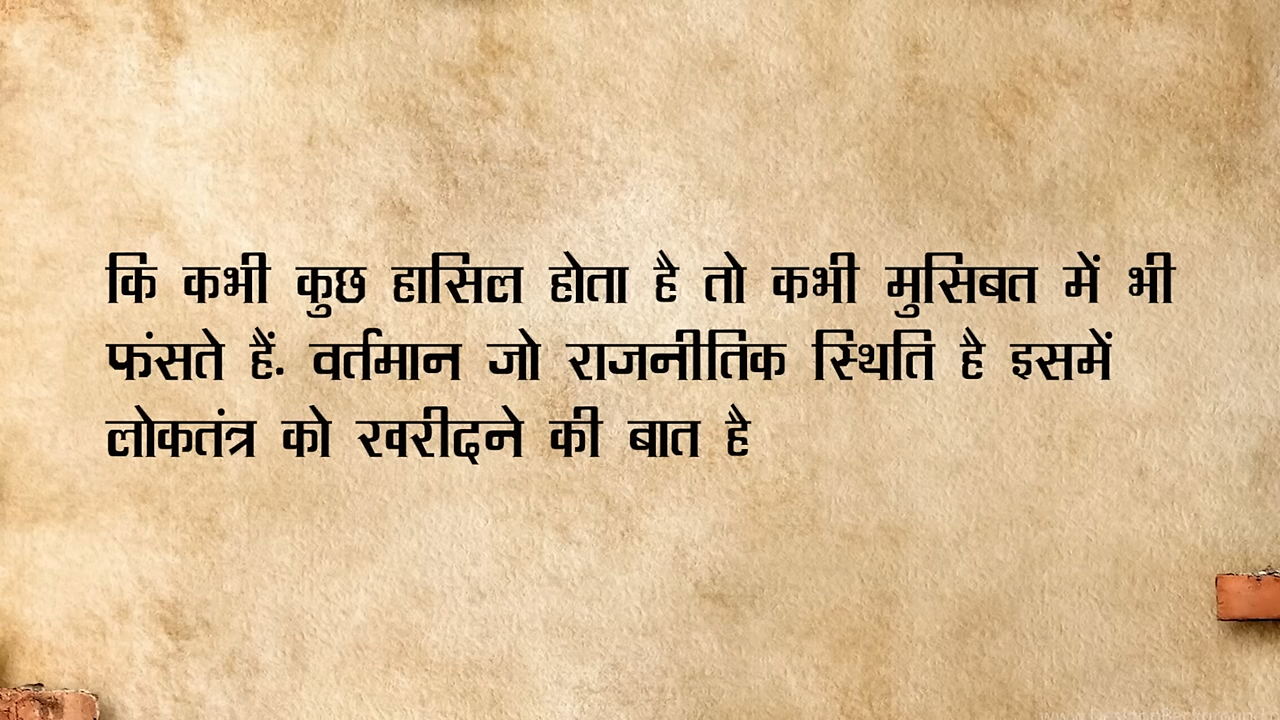 कि कभी कुछ हासिल होता है तो कभी मुसिबत में भी
फंसते हैं. वर्तमान जो राजनीतिक स्थिति है इसमें
लोकतंत्र को खरीदने की बात है